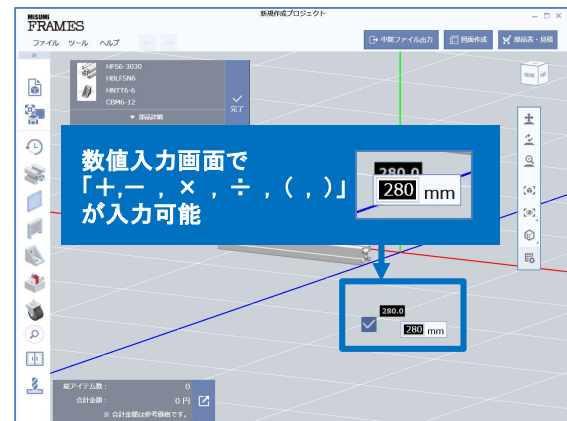 MiSUMi
FRAMES
新規作成プロジェクト
ファイル ツール ヘルプ
中間ファイル出力
図面作成
部品表・見積
HFS6-3030
HBLFSN6
HNTT6-6
CBM6-12
▼ 部品詳細
完了
数値入力画面で
「＋,－ , × , ÷ , ( , )」
が入力可能
280.0
280 mm
280.0
280 mm
総アイテム数： 0
合計金額： 0 円
※ 合計金額は参考価格です。